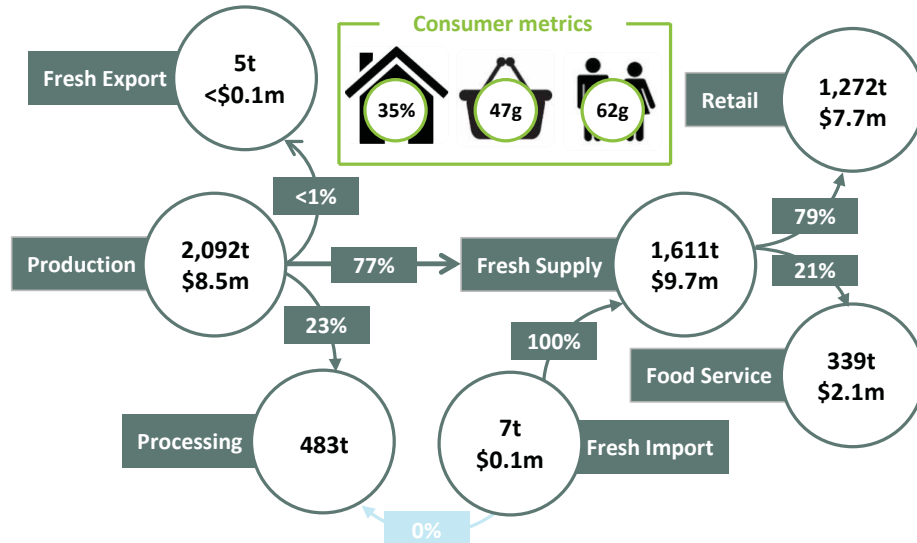 Consumer metrics
35%
47g
62g
Fresh Export
5t
<$0.1m
Retail
1,272t
$7.7m
<1%
79%
Production
2,092t
$8.5m
77%
Fresh Supply
1,611t
$9.7m
21%
23%
100%
Food Service
339t
$2.1m
Processing
483t
7t
$0.1m
Fresh Import
0%